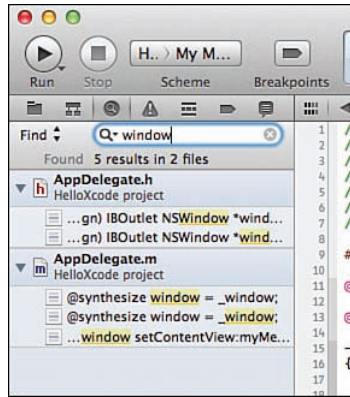 H.. › My M...
Run Stop Scheme Breakpoints
Find window
Found 5 results in 2 files
h AppDelegate.h
HelloXcode project
...gn) IBOutlet NSWindow *wind...
...gn) IBOutlet NSWindow *wind...
m AppDelegate.m
HelloXcode project
@synthesize window = _window;
@synthesize window = _window;
...window setContentView:myMe...
1 /
2 /
3 /
4 /
5 /
6 /
7 /
8
9 #
10
11 @
12
13 @
14
15 _
16 {
17
18